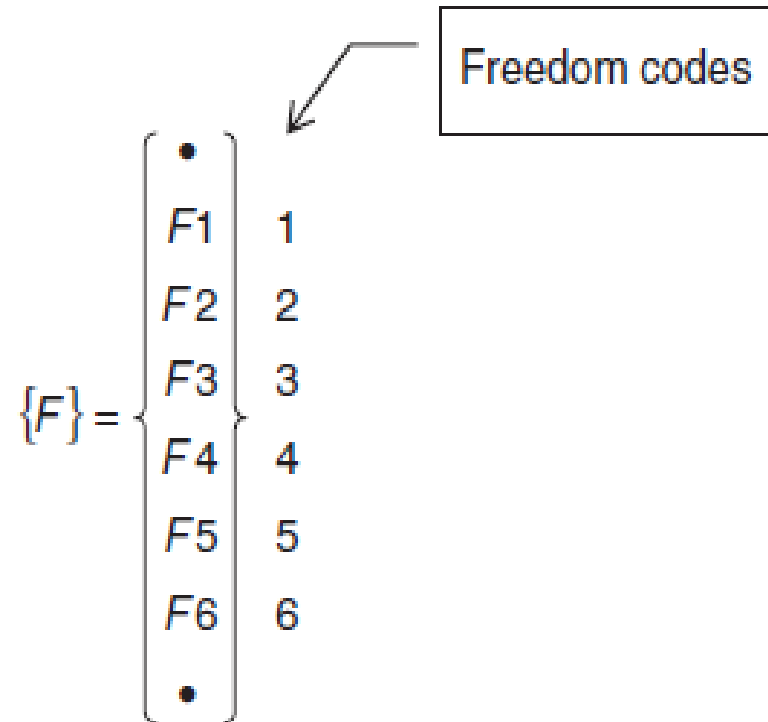 Freedom codes
•
F1 1
F2 2
F3 3
{F} =
F4 4
F5 5
F6 6
•